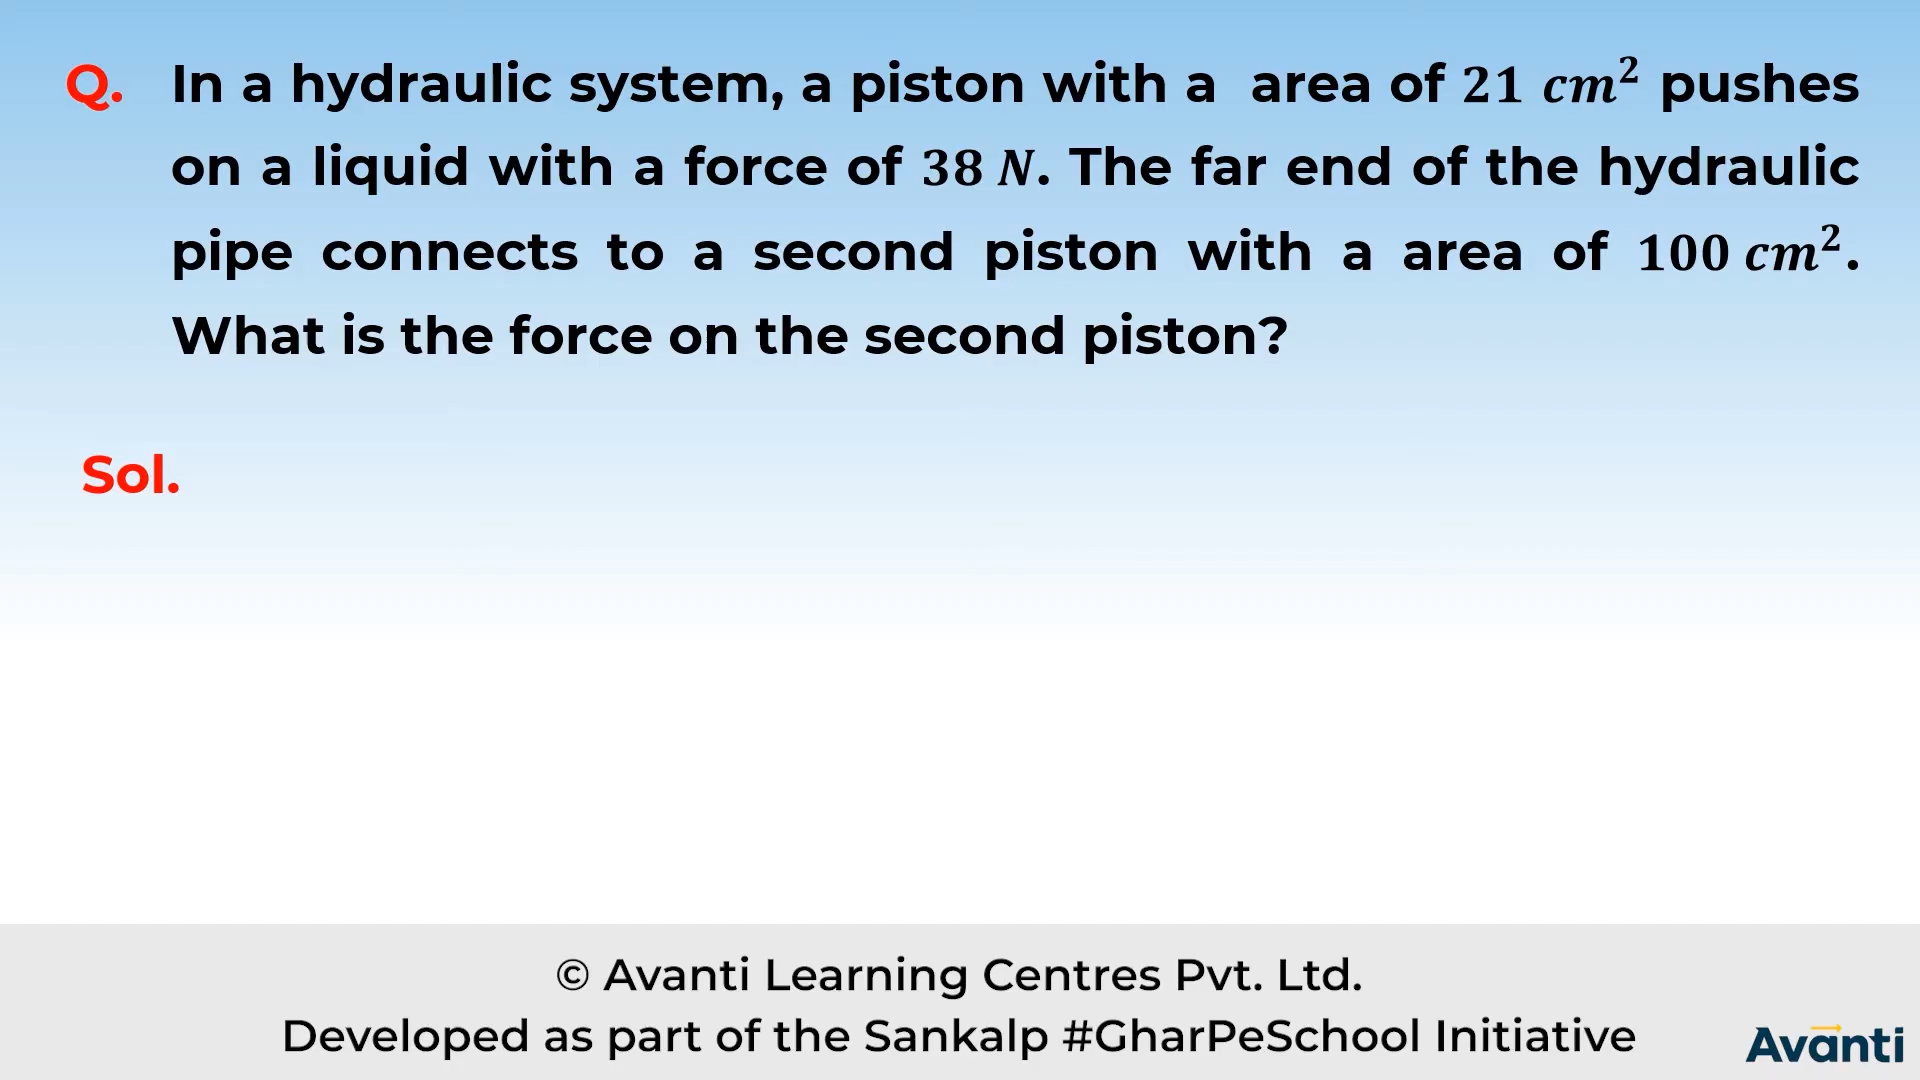 Q. In a hydraulic system, a piston with a area of 21 cm² pushes
on a liquid with a force of 38 N. The far end of the hydraulic
pipe connects to a second piston with a area of 100 cm².
What is the force on the second piston?
Sol.
© Avanti Learning Centres Pvt. Ltd.
Developed as part of the Sankalp #GharPeSchool Initiative
Avanti